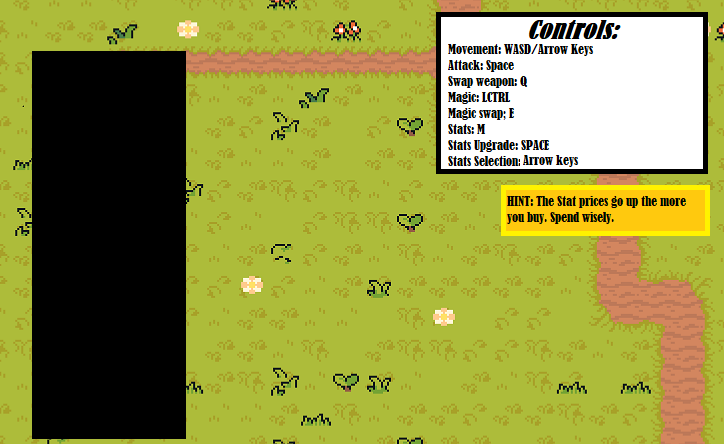 Controls:
Movement: WASD/Arrow Keys
Attack: Space
Swap weapon: Q
Magic: LCTRL
Magic swap; E
Stats: M
Stats Upgrade: SPACE
Stats Selection: Arrow keys
HINT: The Stat prices go up the more
you buy. Spend wisely.